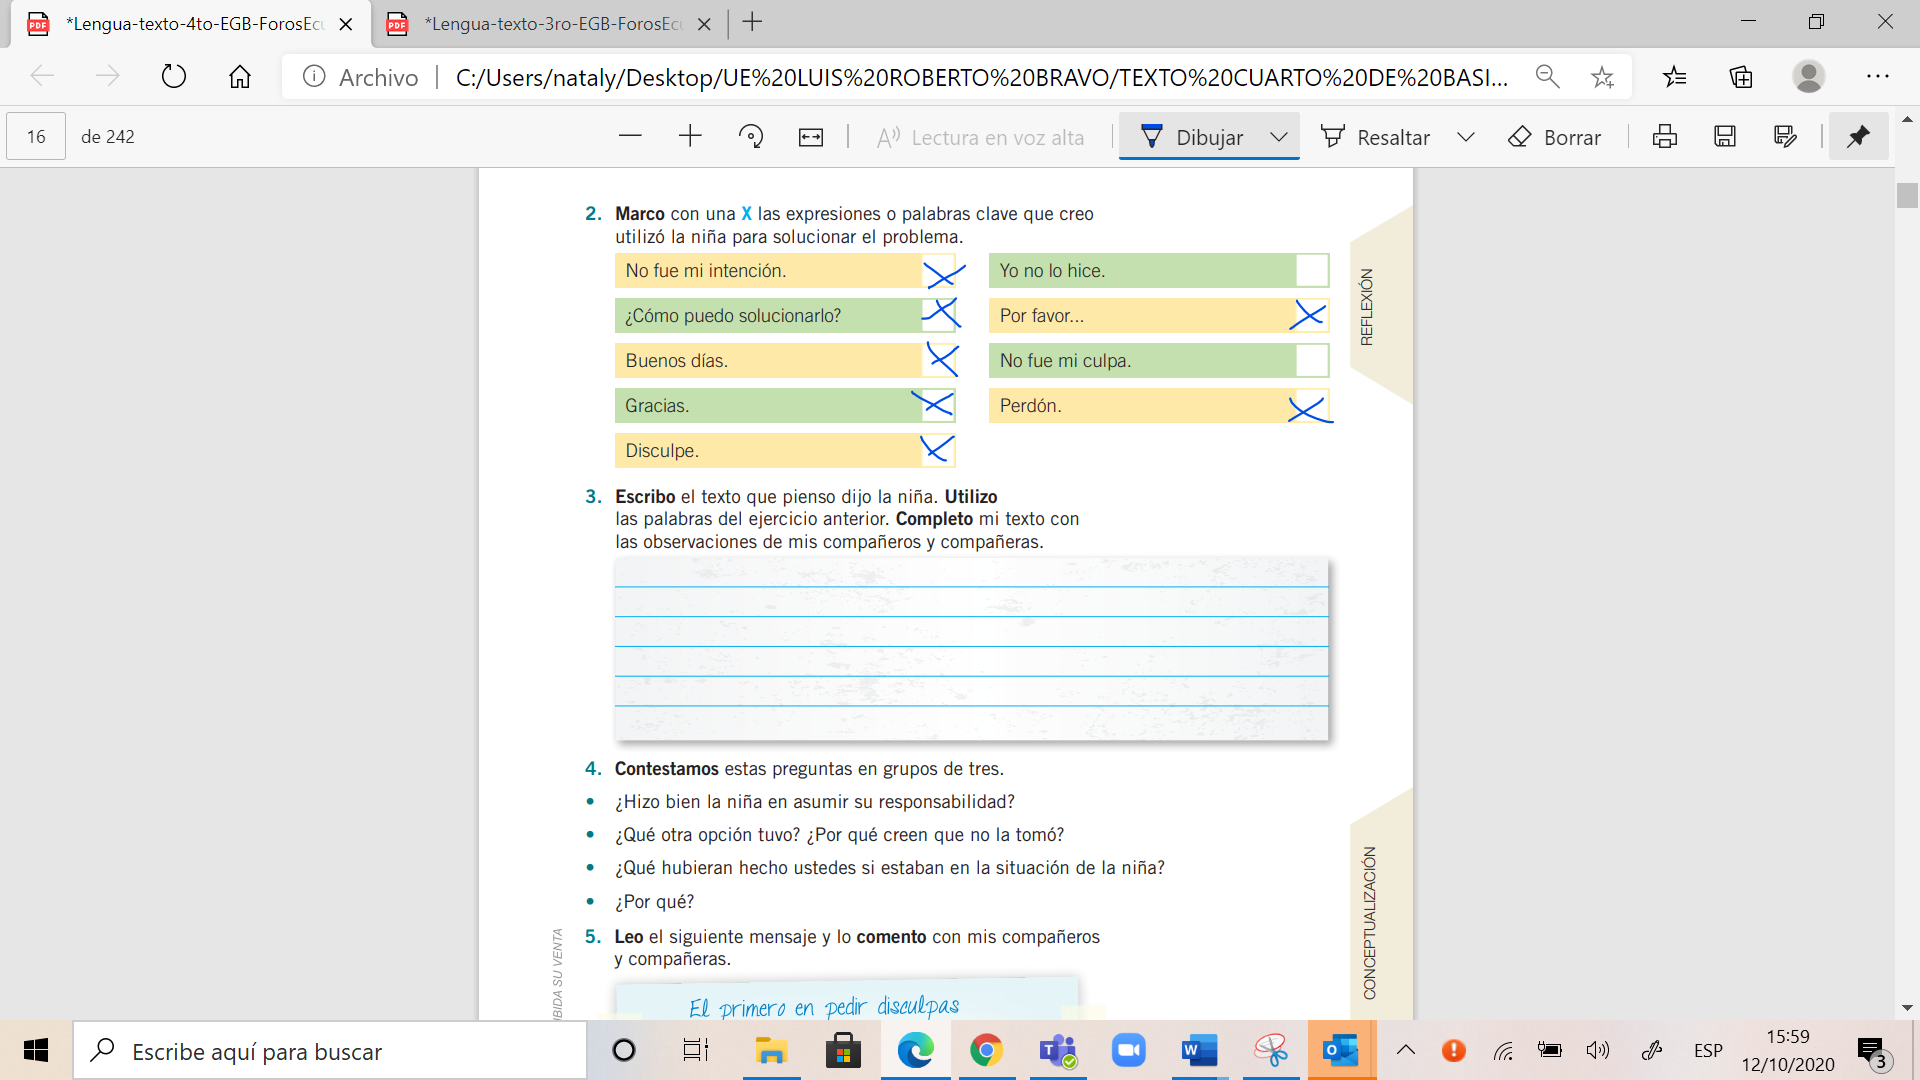 *Lengua-texto-4to-EGB-ForosEcu
*Lengua-texto-3ro-EGB-ForosEc
Archivo
C:/Users/nataly/Desktop/UE%20LUIS%20ROBERTO%20BRAVO/TEXTO%20CUARTO%20DE%20BASI...
16 de 242
Lectura en voz alta
Dibujar
Resaltar
Borrar
2. Marco con una X las expresiones o palabras clave que creo
utilizó la niña para solucionar el problema.
No fue mi intención.
Yo no lo hice.
¿Cómo puedo solucionarlo?
Por favor...
Buenos días.
No fue mi culpa.
Gracias.
Perdón.
Disculpe.
REFLEXIÓN
3. Escribo el texto que pienso dijo la niña. Utilizo
las palabras del ejercicio anterior. Completo mi texto con
las observaciones de mis compañeros y compañeras.
4. Contestamos estas preguntas en grupos de tres.
• ¿Hizo bien la niña en asumir su responsabilidad?
• ¿Qué otra opción tuvo? ¿Por qué creen que no la tomó?
• ¿Qué hubieran hecho ustedes si estaban en la situación de la niña?
• ¿Por qué?
CONCEPTUALIZACIÓN
5. Leo el siguiente mensaje y lo comento con mis compañeros
y compañeras.
IBIDA SU VENTA
El primero en pedir disculpas
Escribe aquí para buscar
ESP
15:59
12/10/2020
3